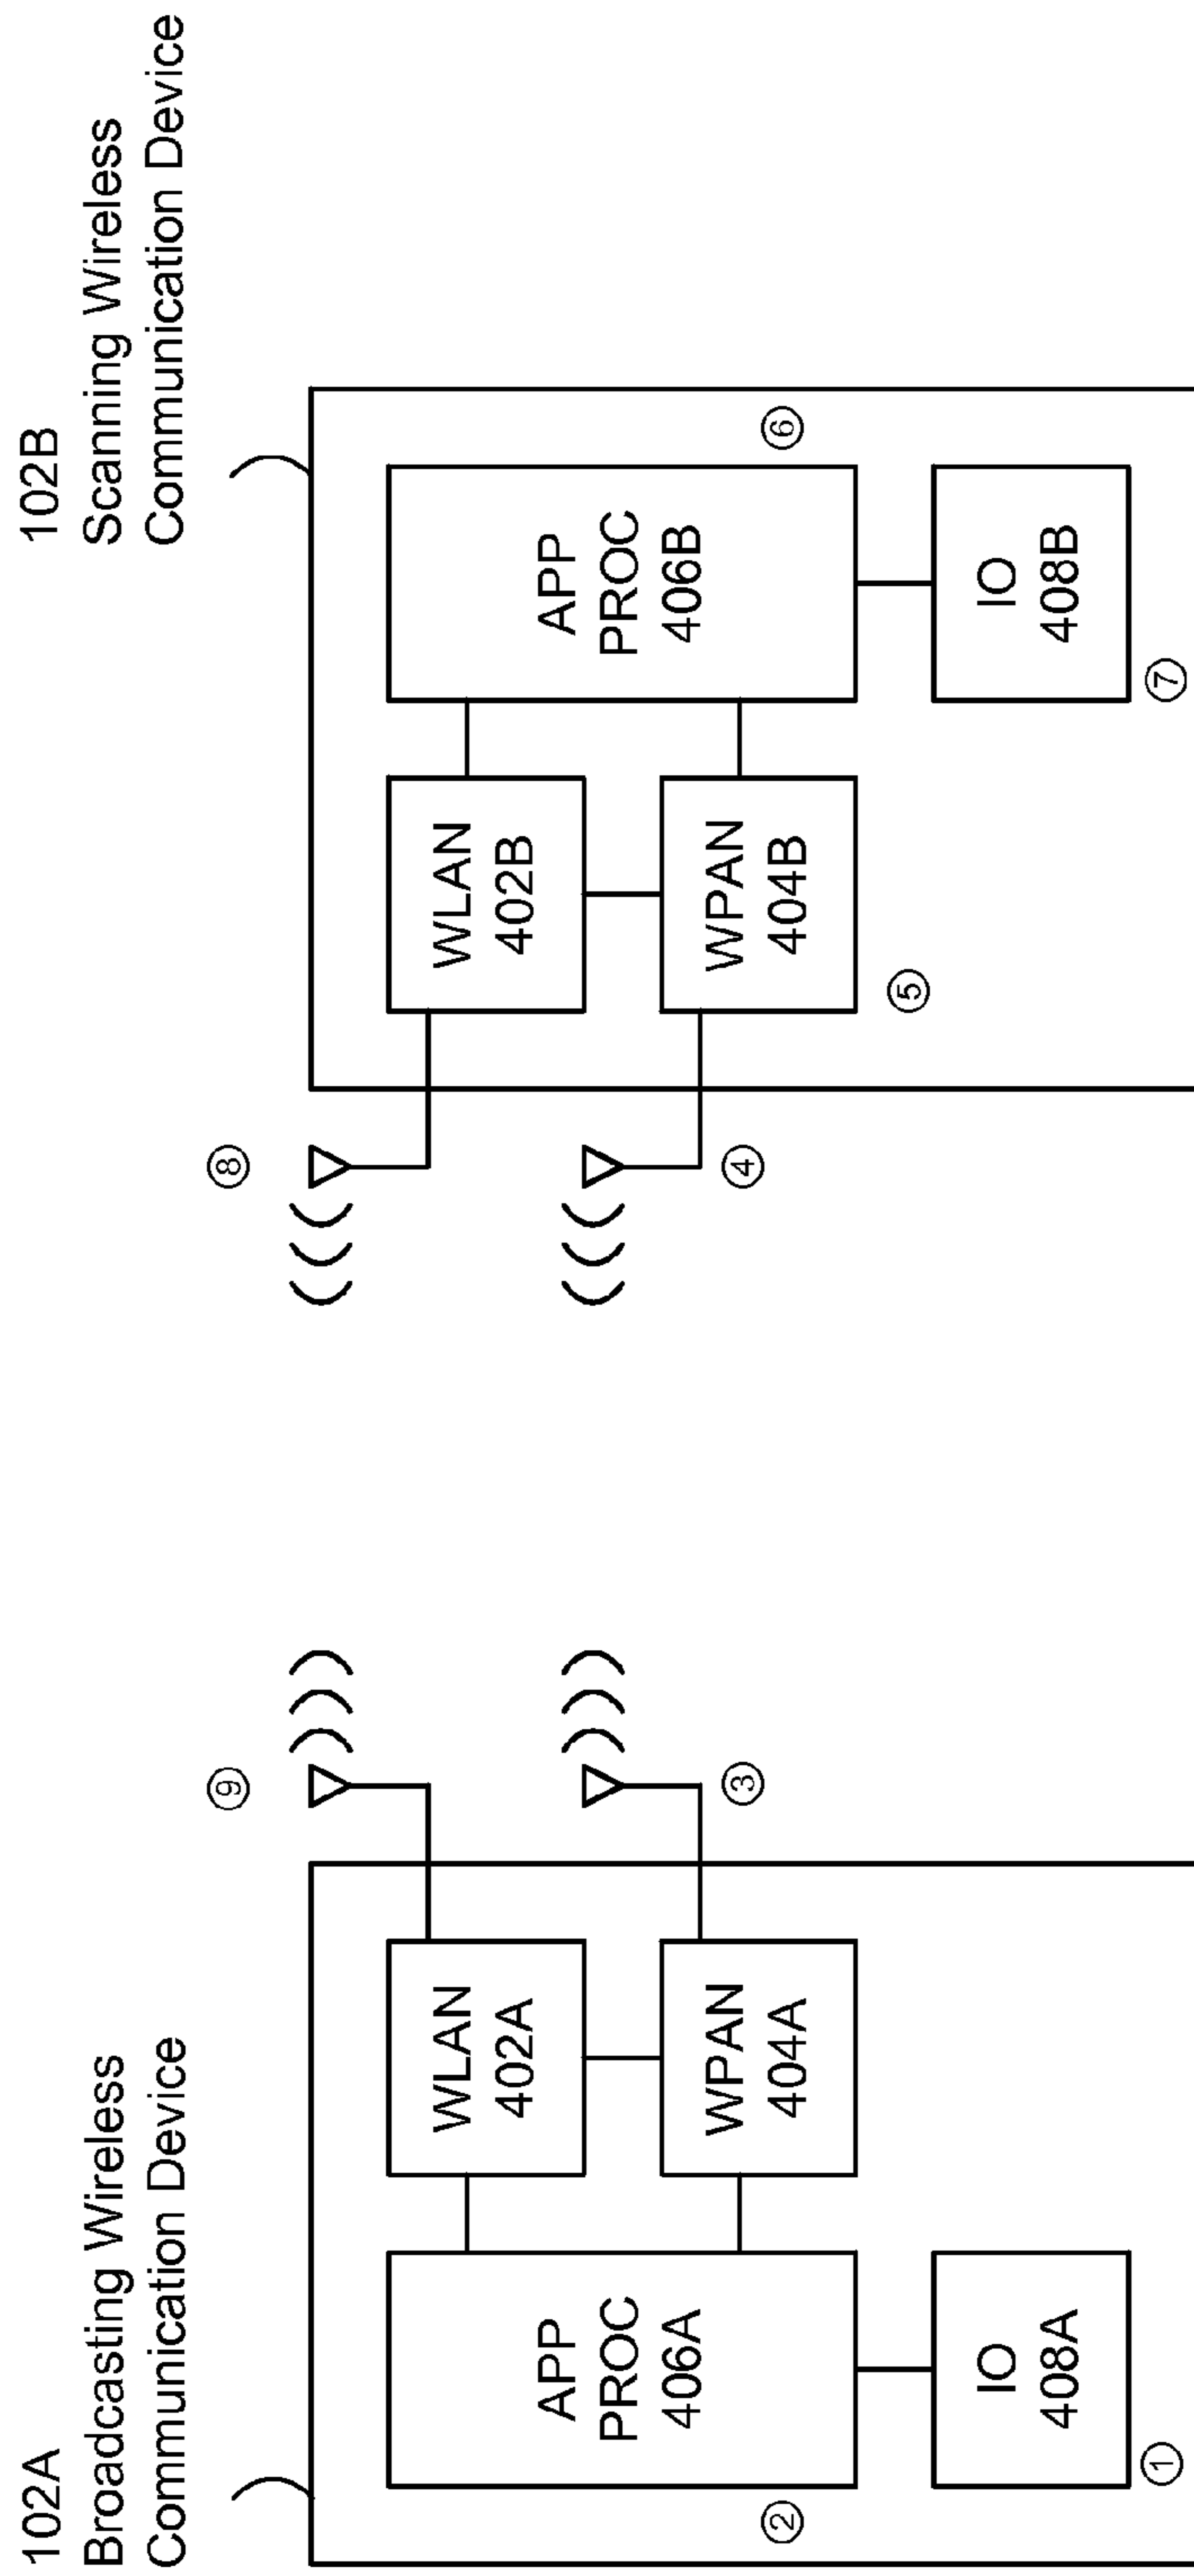 102A
Broadcasting Wireless
Communication Device
102B
Scanning Wireless
Communication Device
⑨
⑧
WLAN
402A
WLAN
402B
APP
PROC
406A
APP
PROC
406B
WPAN
404A
WPAN
404B
③
④
②
⑥
⑤
IO
408A
IO
408B
①
⑦